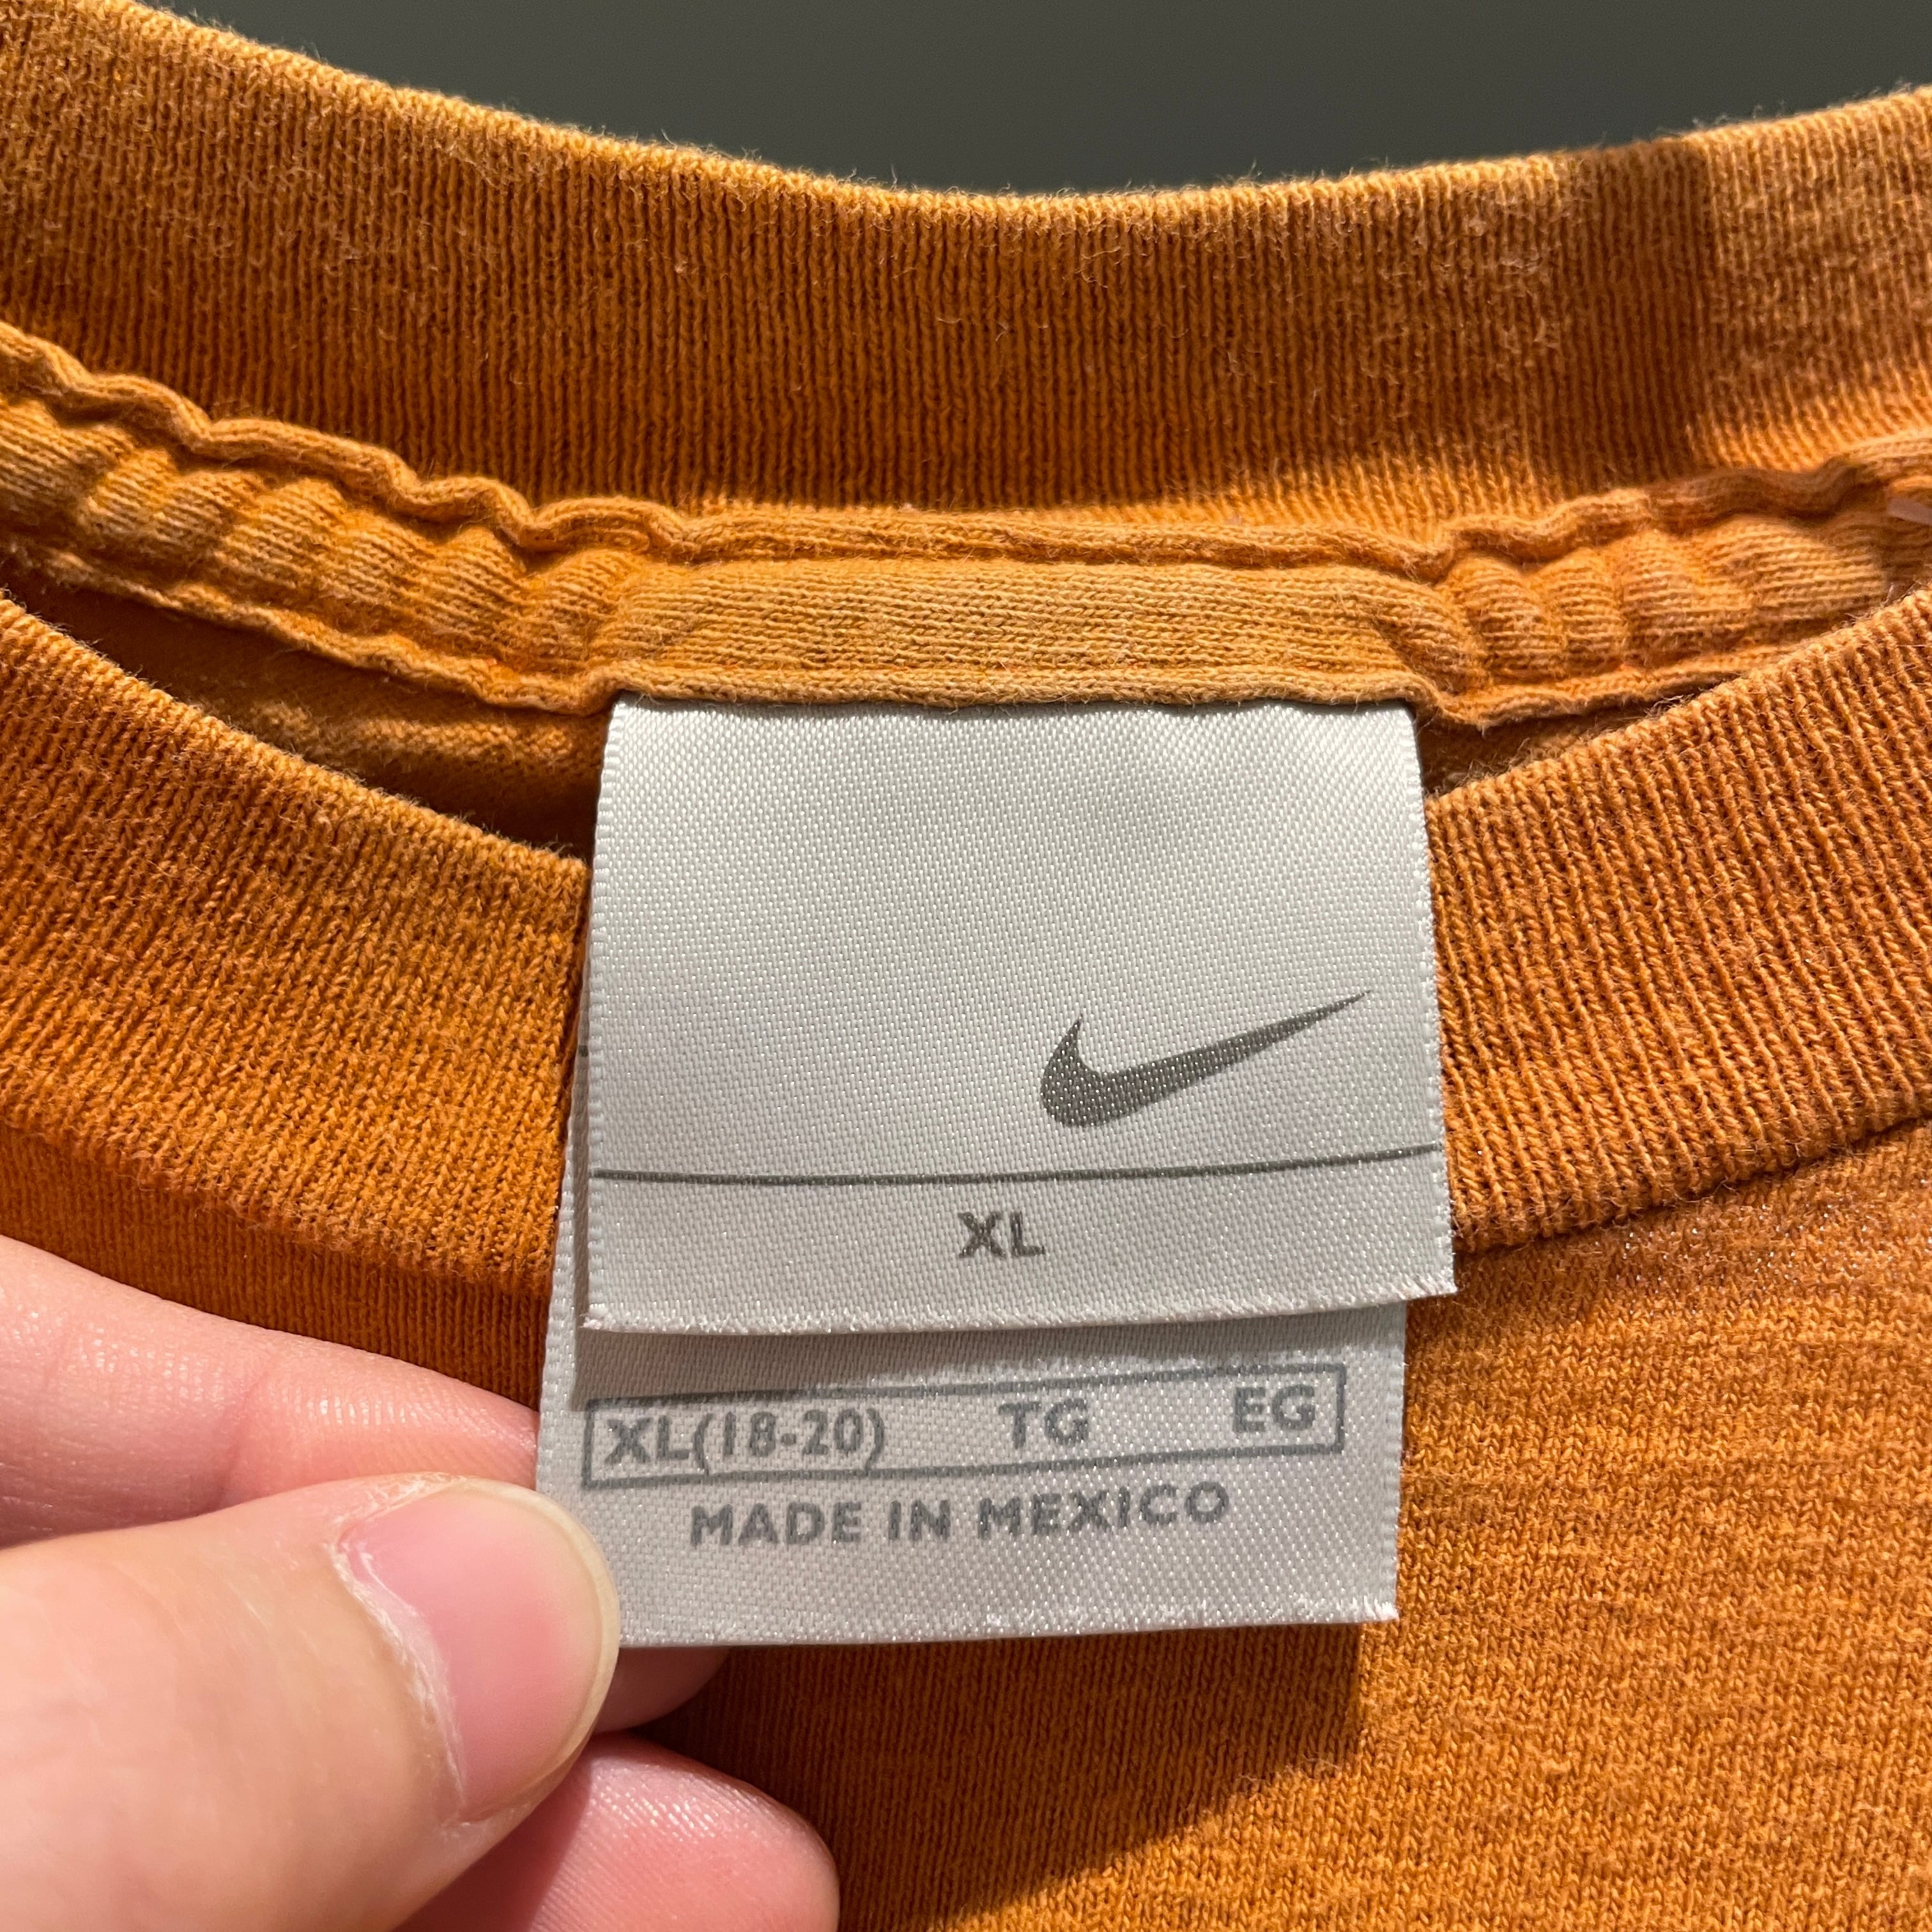 XL
XL(18-20) TG EG
MADE IN MEXICO